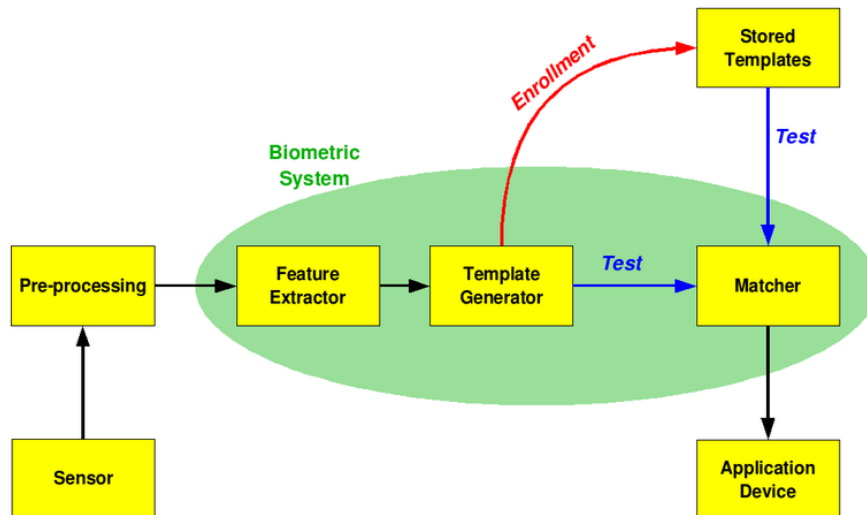 Stored
Templates
Enrollment
Test
Biometric
System
Pre-processing
Feature
Extractor
Template
Generator
Test
Matcher
Sensor
Application
Device